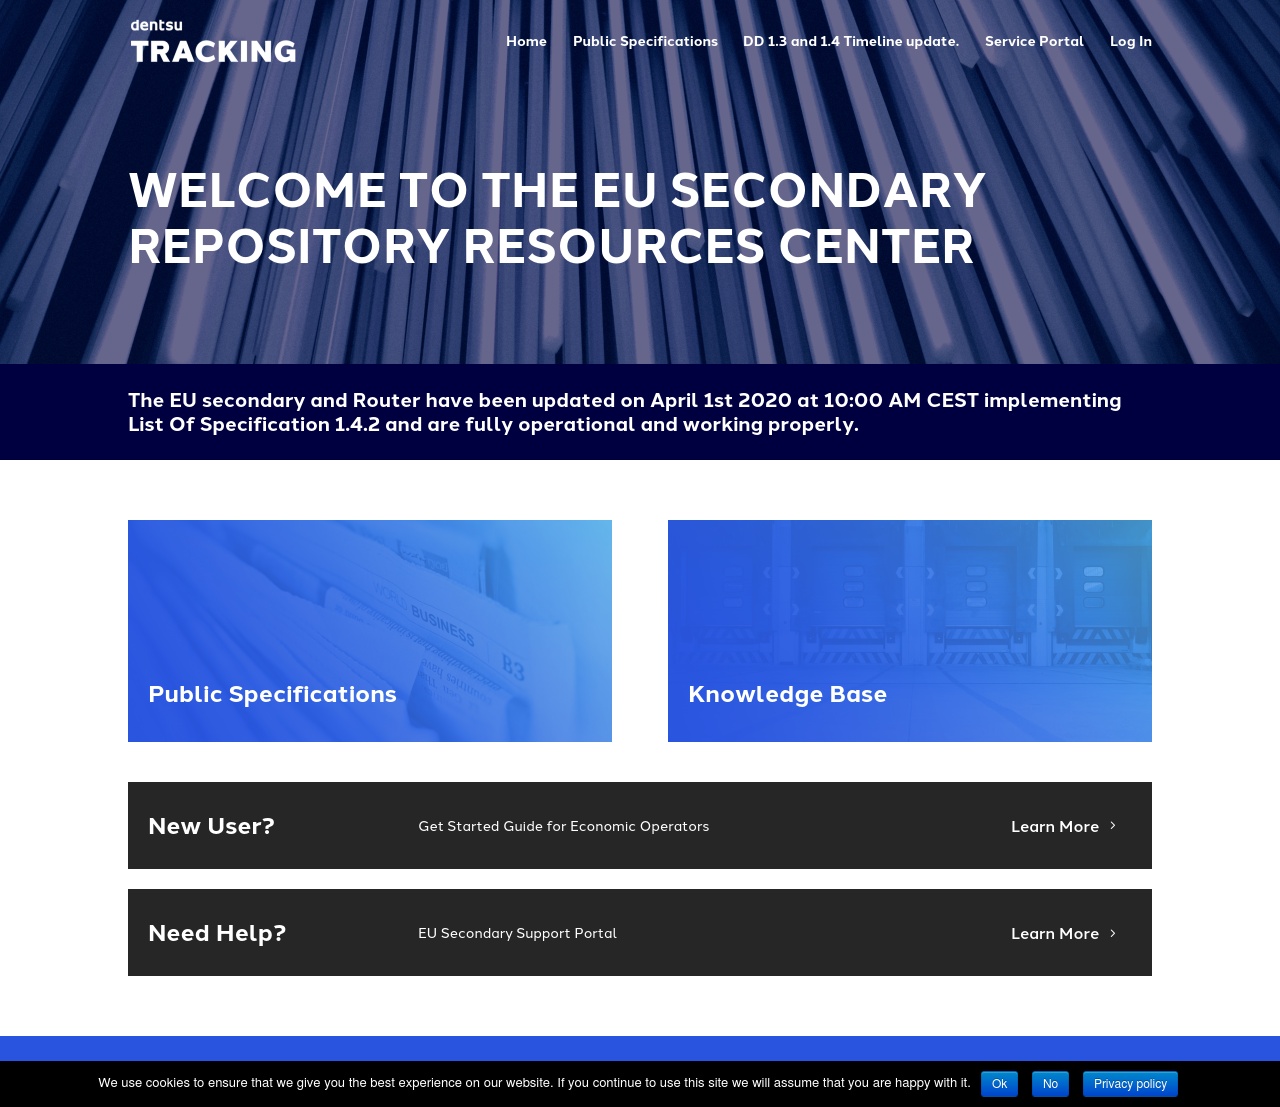 dentsu
TRACKING
Home
Public Specifications
DD 1.3 and 1.4 Timeline update.
Service Portal
Log In
WELCOME TO THE EU SECONDARY
REPOSITORY RESOURCES CENTER
The EU secondary and Router have been updated on April 1st 2020 at 10:00 AM CEST implementing
List Of Specification 1.4.2 and are fully operational and working properly.
BUSINESS
B3
Public Specifications
Knowledge Base
New User?
Get Started Guide for Economic Operators
Learn More
Need Help?
EU Secondary Support Portal
Learn More
We use cookies to ensure that we give you the best experience on our website. If you continue to use this site we will assume that you are happy with it.
Ok
No
Privacy policy